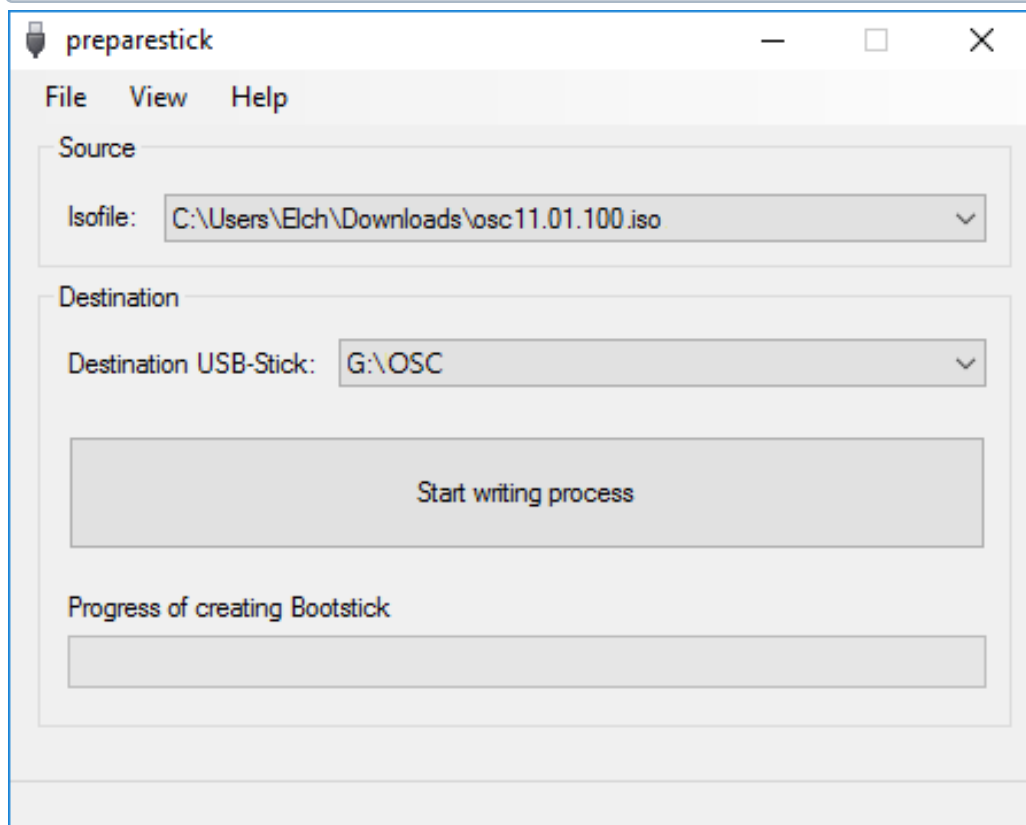 preparestick
File View Help
Source
Isofile: C:\Users\Elch\Downloads\osc11.01.100.iso
Destination
Destination USB-Stick: G:\OSC
Start writing process
Progress of creating Bootstick